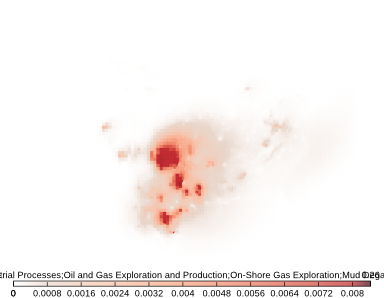 trial Processes;Oil and Gas Exploration and Production;On-Shore Gas Exploration;Mud
0 0.0008 0.0016 0.0024 0.0032 0.004 0.0048 0.0056 0.0064 0.0072 0.008